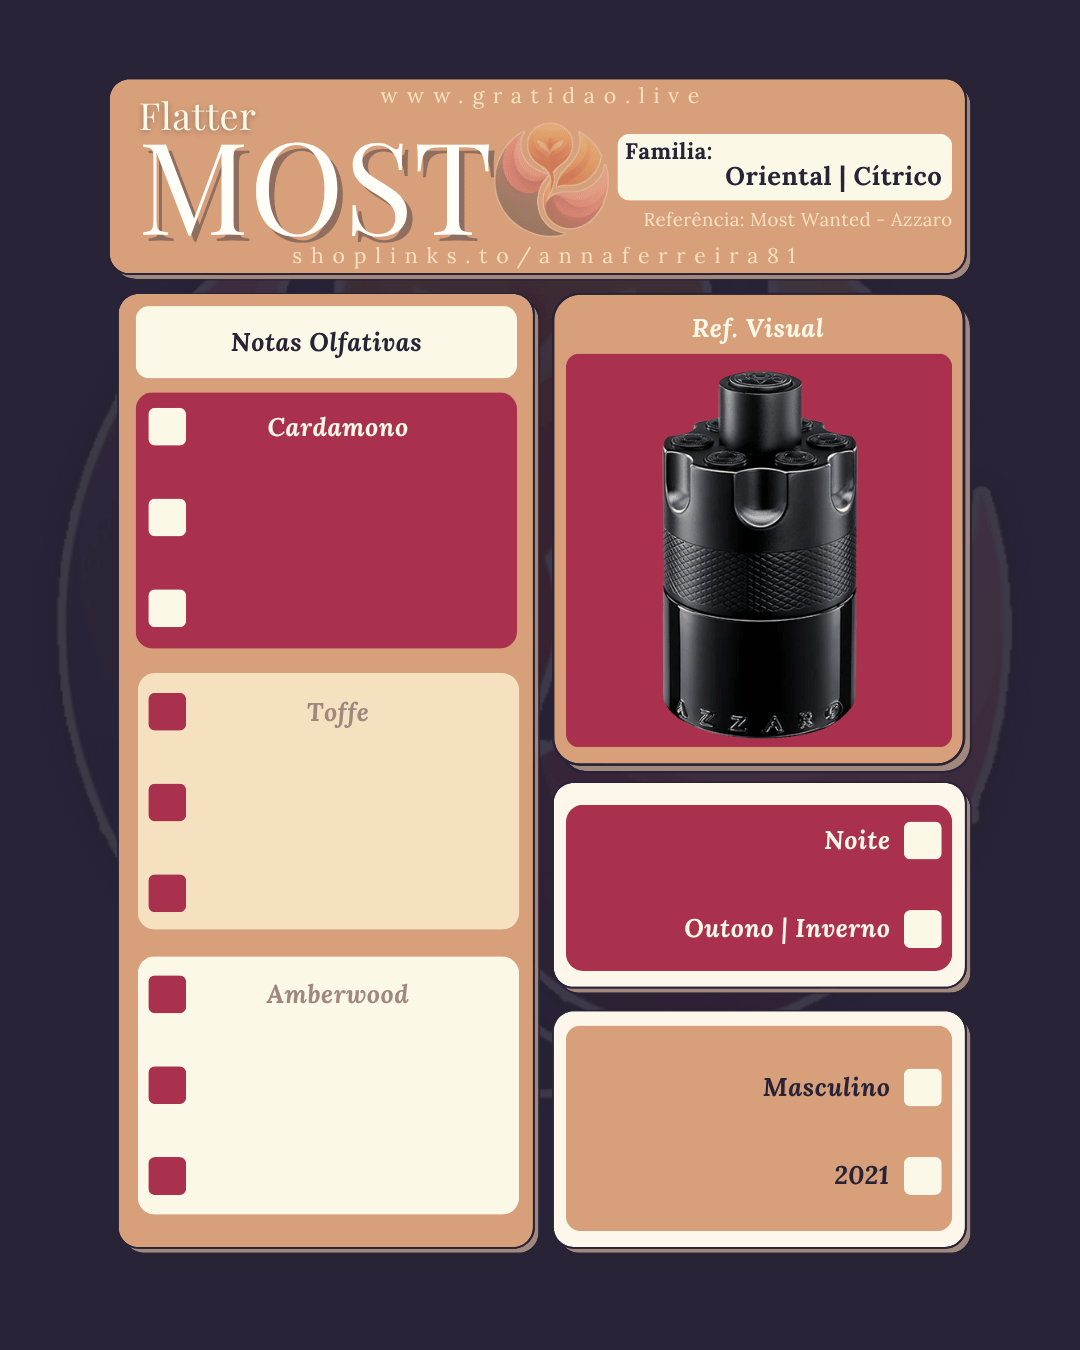 www.gratidao.live
Flatter
MOST
Familia:
Oriental | Cítrico
Referência: Most Wanted - Azzaro
shoplinks.to/annaferreira81
Notas Olfativas
Cardamono
Toffe
Amberwood
Ref. Visual
AZZARO
Noite
Outono | Inverno
Masculino
2021